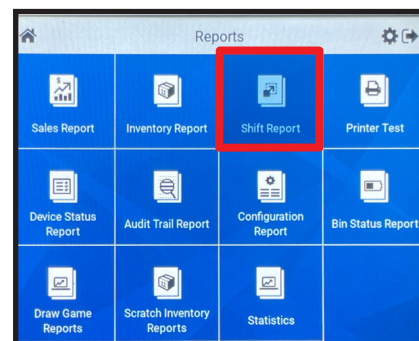 Reports
Sales Report
Inventory Report
Shift Report
Printer Test
Device Status
Report
Audit Trail Report
Configuration
Report
Bin Status Report
Draw Game
Reports
Scratch Inventory
Reports
Statistics